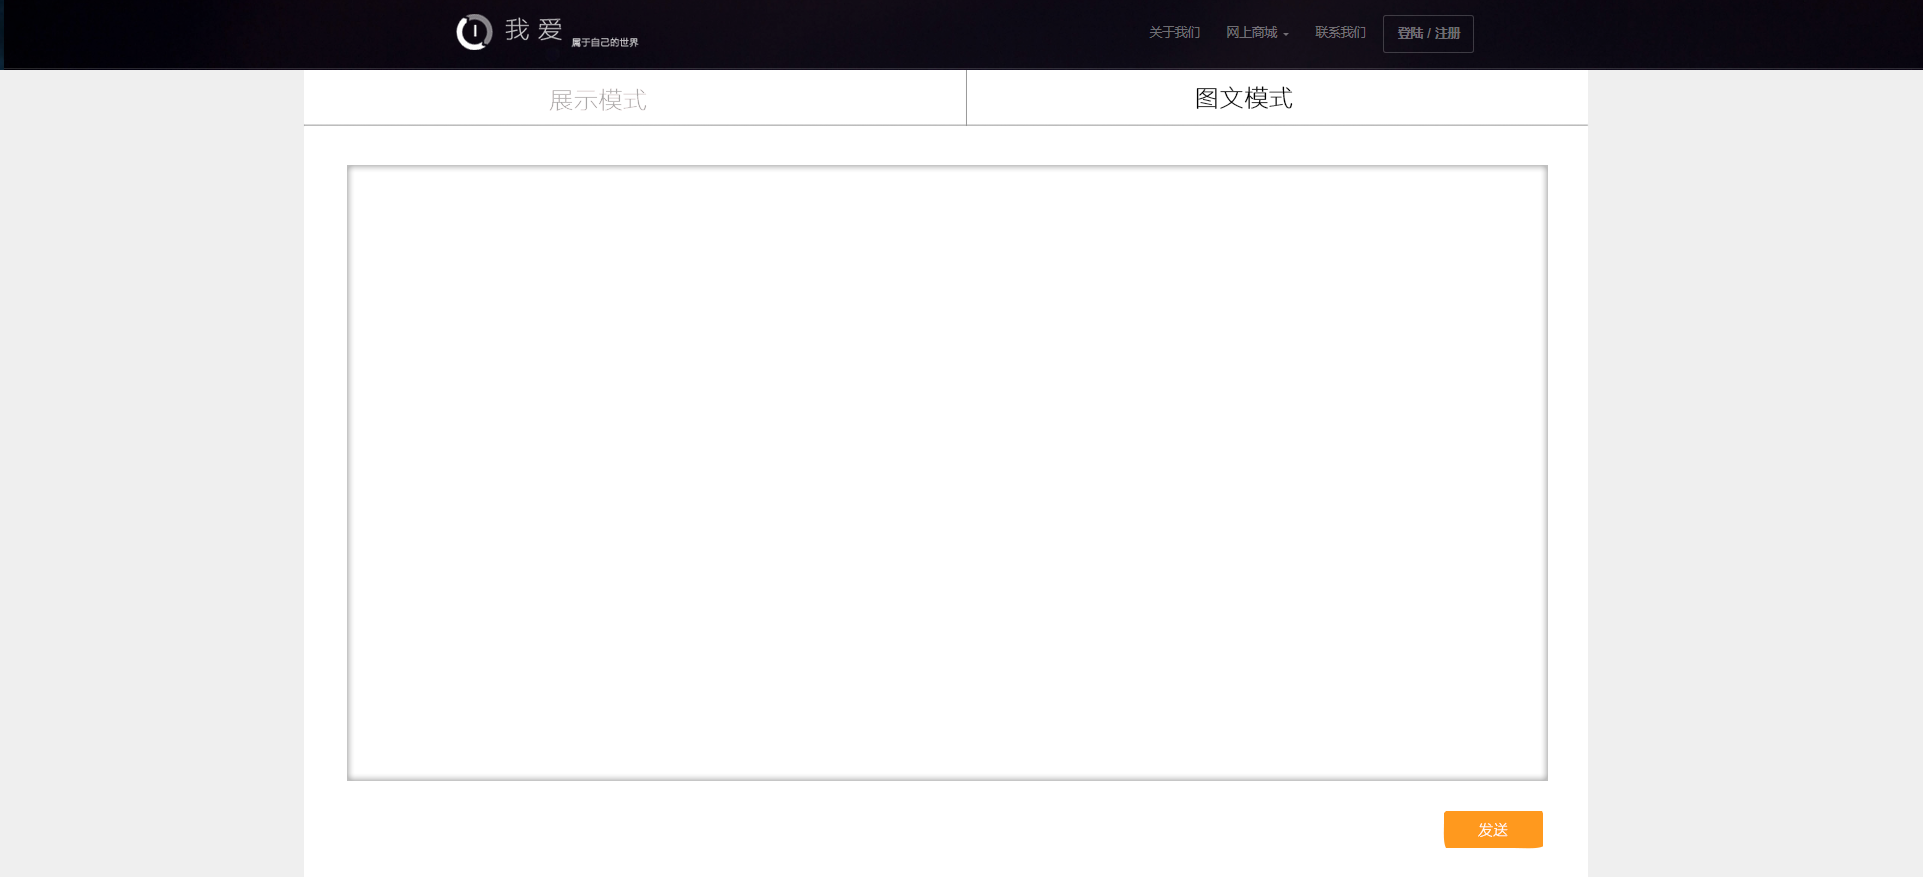 我 爱
属于自己的世界
关于我们
网上商城
联系我们
登陆 / 注册
展示模式
图文模式
发送